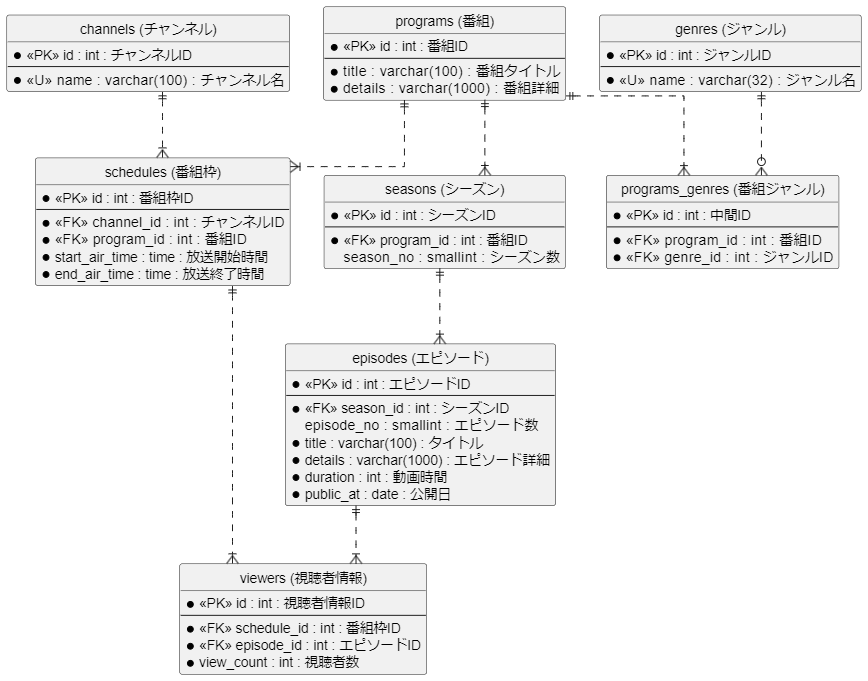 channels (チャンネル)
● «PK» id : int : チャンネルID
● «U» name : varchar(100) : チャンネル名
programs (番組)
● «PK» id : int : 番組ID
● title : varchar(100) : 番組タイトル
● details : varchar(1000) : 番組詳細
genres (ジャンル)
● «PK» id : int : ジャンルID
● «U» name : varchar(32) : ジャンル名
schedules (番組枠)
● «PK» id : int : 番組枠ID
● «FK» channel_id : int : チャンネルID
● «FK» program_id : int : 番組ID
● start_air_time : time : 放送開始時間
● end_air_time : time : 放送終了時間
seasons (シーズン)
● «PK» id : int : シーズンID
● «FK» program_id : int : 番組ID
season_no : smallint : シーズン数
programs_genres (番組ジャンル)
● «PK» id : int : 中間ID
● «FK» program_id : int : 番組ID
● «FK» genre_id : int : ジャンルID
episodes (エピソード)
● «PK» id : int : エピソードID
● «FK» season_id : int : シーズンID
episode_no : smallint : エピソード数
● title : varchar(100) : タイトル
● details : varchar(1000) : エピソード詳細
● duration : int : 動画時間
● public_at : date : 公開日
viewers (視聴者情報)
● «PK» id : int : 視聴者情報ID
● «FK» schedule_id : int : 番組枠ID
● «FK» episode_id : int : エピソードID
● view_count : int : 視聴者数